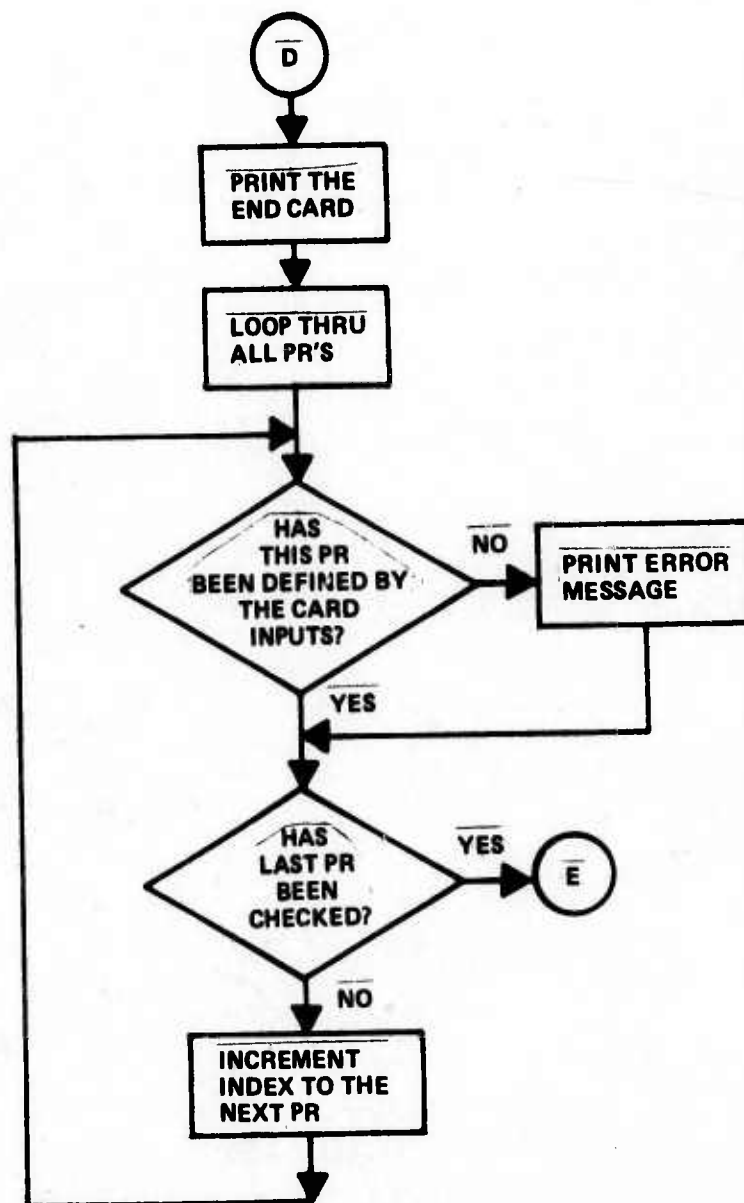 D
PRINT THE
END CARD
LOOP THRU
ALL PR'S
HAS
THIS PR
BEEN DEFINED BY
THE CARD
INPUTS?
NO
PRINT ERROR
MESSAGE
YES
HAS
LAST PR
BEEN
CHECKED?
YES
E
NO
INCREMENT
INDEX TO THE
NEXT PR